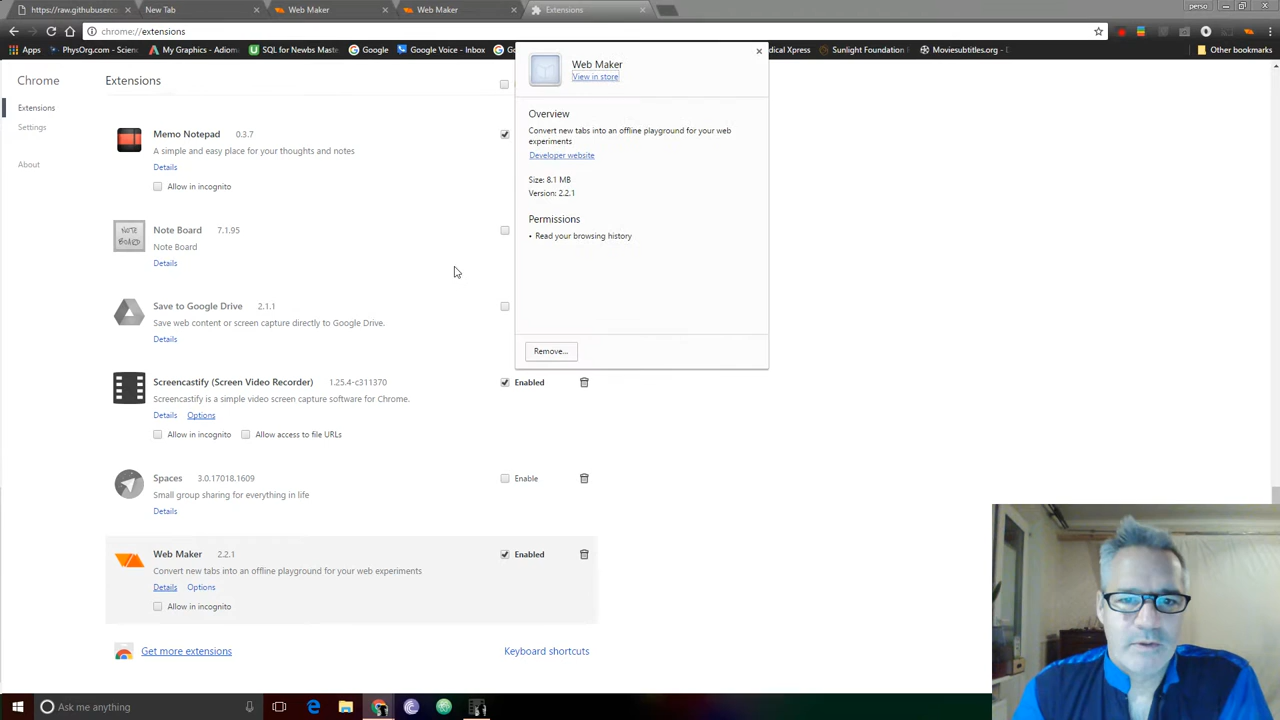 https://raw.githubuserco
New Tab
Web Maker
Web Maker
Extensions
perso
chrome://extensions
Apps
PhysOrg.com - Scienc
My Graphics - Adiom
SQL for Newbs Maste
Google
Google Voice - Inbox
dical Xpress
Sunlight Foundation
Moviesubtitles.org -
Other bookmarks
Chrome
Extensions
Settings
About
Extensions
Memo Notepad 0.3.7
A simple and easy place for your thoughts and notes
Details
Allow in incognito
NOTE
BOARD
Note Board 7.1.95
Note Board
Details
Save to Google Drive 2.1.1
Save web content or screen capture directly to Google Drive.
Details
Screencastify (Screen Video Recorder) 1.25.4-c311370
Enabled
Screencastify is a simple video screen capture software for Chrome.
Details Options
Allow in incognito Allow access to file URLs
Spaces 3.0.17018.1609
Enable
Small group sharing for everything in life
Details
Web Maker 2.2.1
Enabled
Convert new tabs into an offline playground for your web experiments
Details Options
Allow in incognito
Get more extensions
Keyboard shortcuts
Web Maker
View in store
Overview
Convert new tabs into an offline playground for your web
experiments
Developer website
Size: 8.1 MB
Version: 2.2.1
Permissions
• Read your browsing history
Remove...
Ask me anything